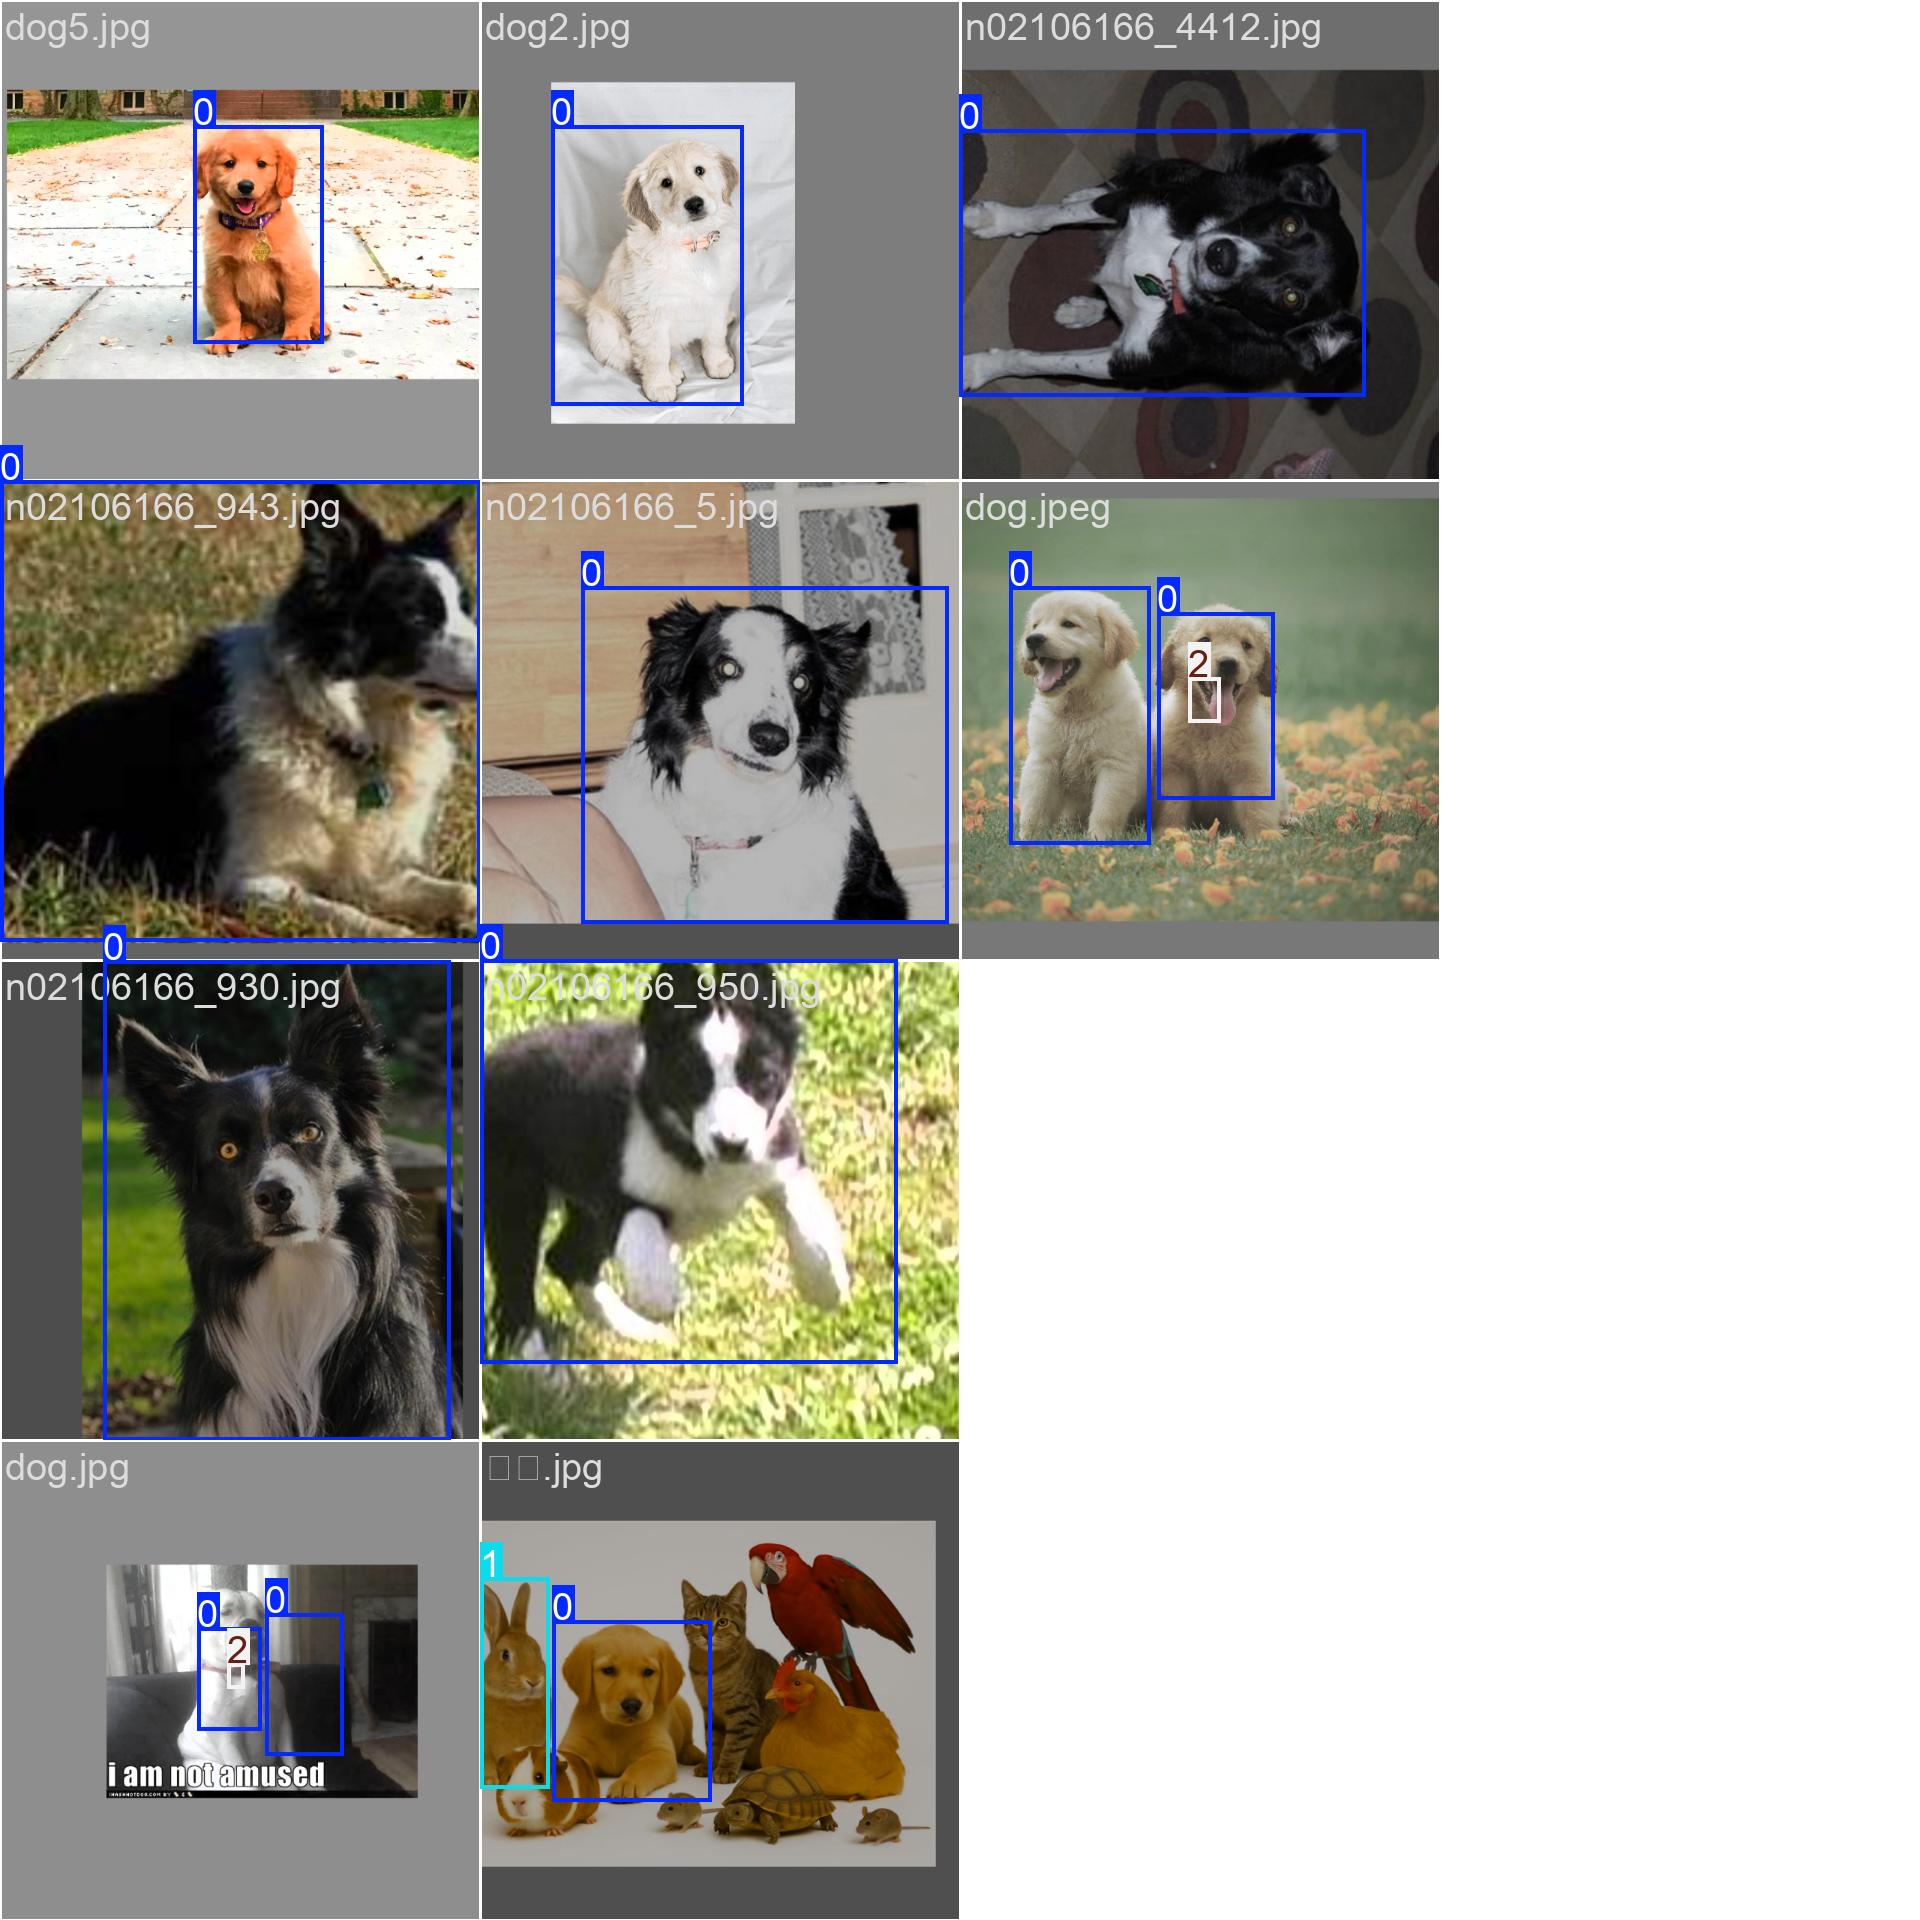 dog5.jpg
dog2.jpg
n02106166_4412.jpg
0
0
0
0
n02106166_943.jpg
n02106166_5.jpg
dog.jpeg
0
0
0
2
0
0
n02106166_930.jpg
n02106166_950.jpg
dog.jpg
.jpg
1
0
0
0
2
i am not amused